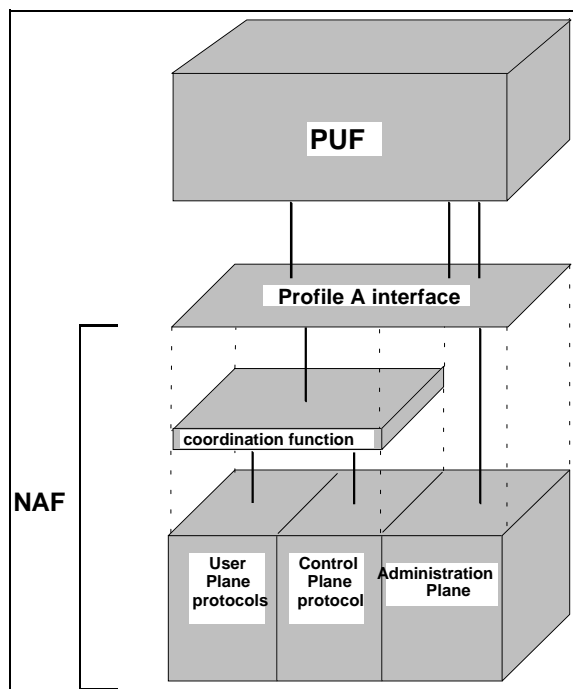 PUF
Profile A interface
coordination function
NAF
User
Plane
protocols
Control
Plane
protocol
Administration
Plane